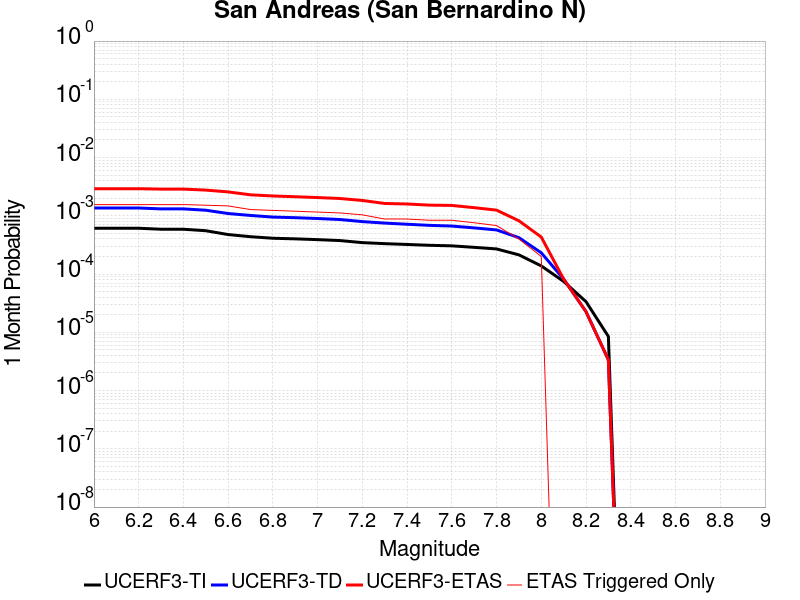 San Andreas (San Bernardino N)
10^0
10^-1
10^-2
10^-3
10^-4
10^-5
10^-6
10^-7
10^-8
1 Month Probability
6 6.2 6.4 6.6 6.8 7 7.2 7.4 7.6 7.8 8 8.2 8.4 8.6 8.8 9
Magnitude
UCERF3-TI UCERF3-TD UCERF3-ETAS ETAS Triggered Only